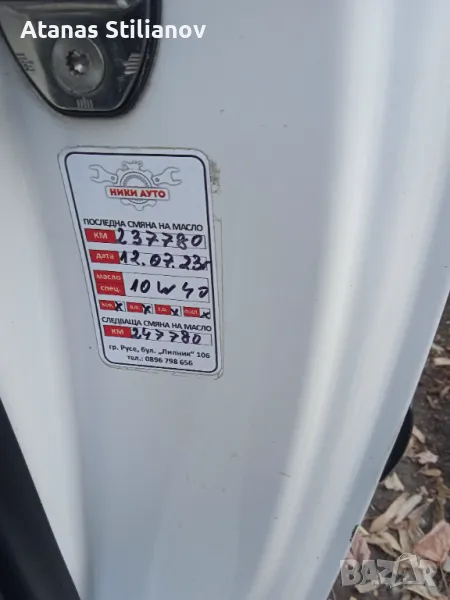 Atanas Stilianov
НИКИ АУТО
ПОСЛЕДНА СМЯНА НА МАСЛО
КМ 237780
дата 12.07.23г
масло спец. 10W40
СЛЕДВАЩА СМЯНА НА МАСЛО
КМ 247780
гр. Русе, бул. „Липник" 106
тел.: 0896 798 656
BAZAR